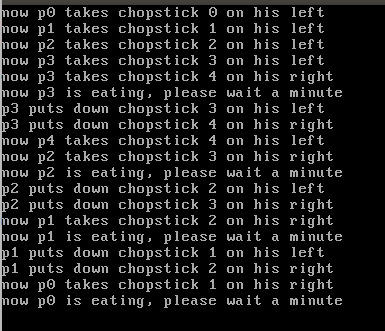 now p0 takes chopstick 0 on his left
now p1 takes chopstick 1 on his left
now p2 takes chopstick 2 on his left
now p3 takes chopstick 3 on his left
now p3 takes chopstick 4 on his right
now p3 is eating, please wait a minute
p3 puts down chopstick 3 on his left
p3 puts down chopstick 4 on his right
now p4 takes chopstick 4 on his left
now p2 takes chopstick 3 on his right
now p2 is eating, please wait a minute
p2 puts down chopstick 2 on his left
p2 puts down chopstick 3 on his right
now p1 takes chopstick 2 on his right
now p1 is eating, please wait a minute
p1 puts down chopstick 1 on his left
p1 puts down chopstick 2 on his right
now p0 takes chopstick 1 on his right
now p0 is eating, please wait a minute